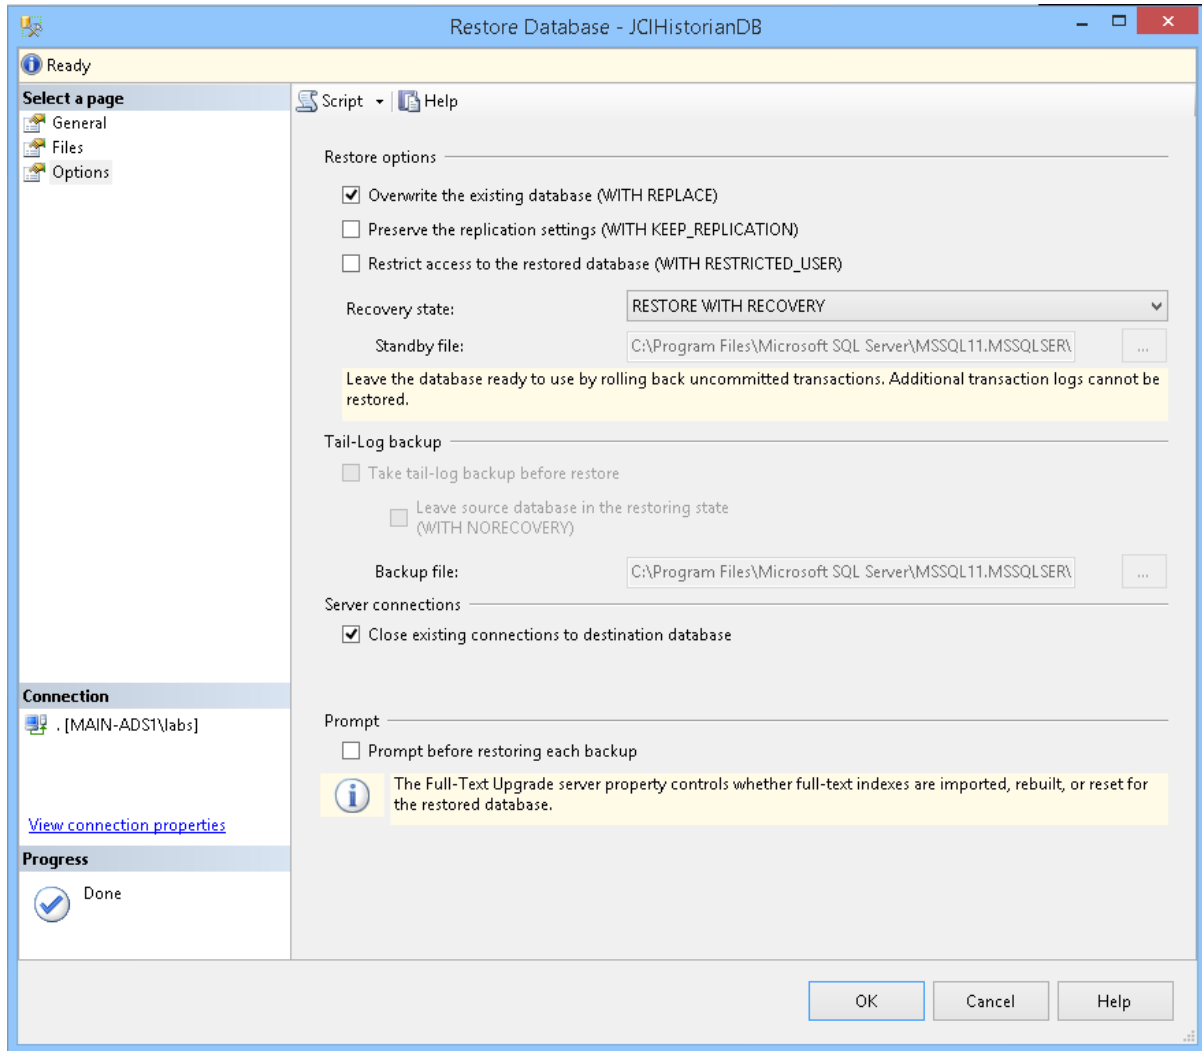 Restore Database - JCIHistorianDB
Ready
Select a page
General
Files
Options
Script
Help
Restore options
Overwrite the existing database (WITH REPLACE)
Preserve the replication settings (WITH KEEP_REPLICATION)
Restrict access to the restored database (WITH RESTRICTED_USER)
Recovery state:
RESTORE WITH RECOVERY
Standby file:
C:\Program Files\Microsoft SQL Server\MSSQL11.MSSQLSER\
...
Leave the database ready to use by rolling back uncommitted transactions. Additional transaction logs cannot be
restored.
Tail-Log backup
Take tail-log backup before restore
Leave source database in the restoring state
(WITH NORECOVERY)
Backup file:
C:\Program Files\Microsoft SQL Server\MSSQL11.MSSQLSER\
...
Server connections
Close existing connections to destination database
Connection
. [MAIN-ADS1\labs]
View connection properties
Prompt
Prompt before restoring each backup
The Full-Text Upgrade server property controls whether full-text indexes are imported, rebuilt, or reset for
the restored database.
Progress
Done
OK
Cancel
Help